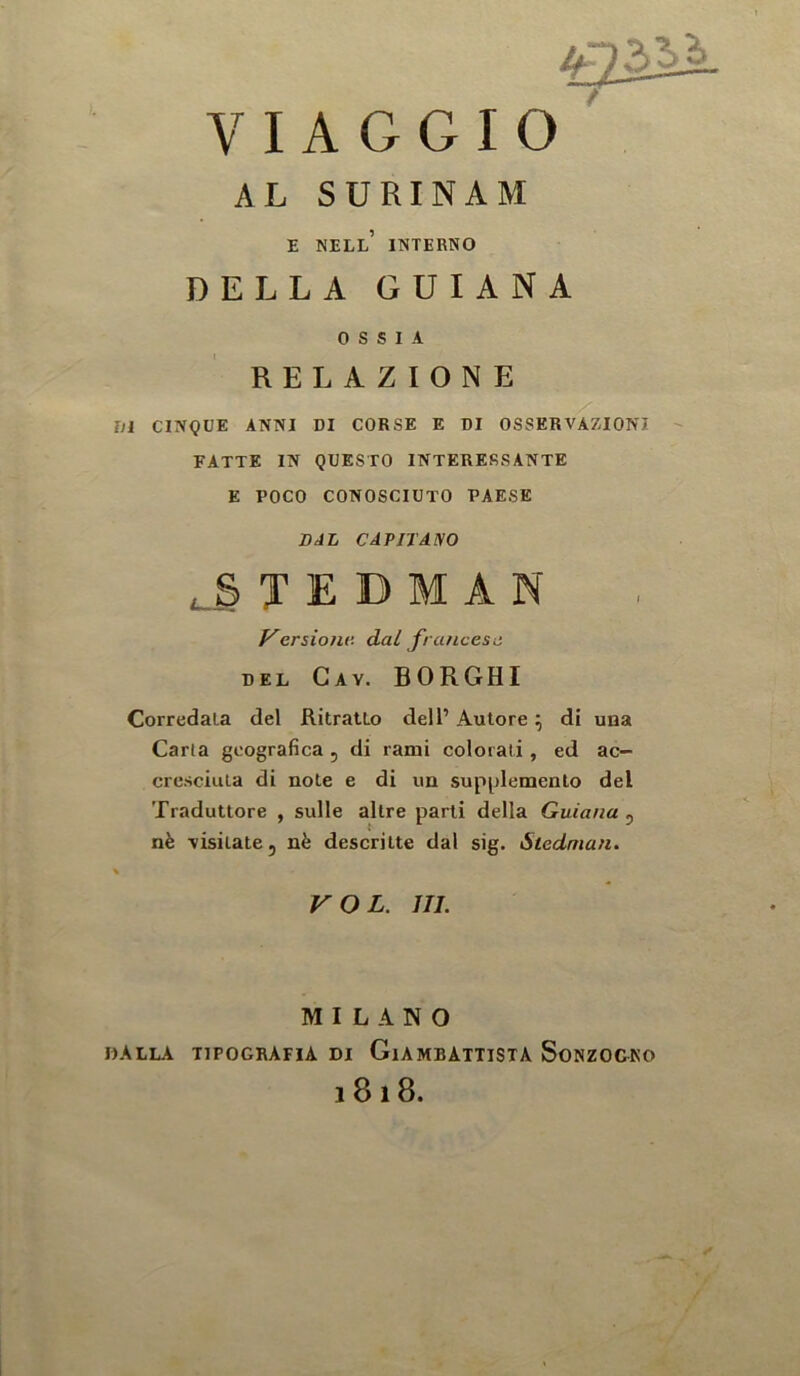 47333
VIAGGIO
AL SURINAM
E NELL' INTERNO
DELLA GUIANA
OSSIA
RELAZIONE
DI CINQUE ANNI DI CORSE E DI OSSERVAZIONI
FATTE IN QUESTO INTERESSANTE
E POCO CONOSCIUTO PAESE
DAL CAPITANO
STEDMAN
Versione dal francese
DEL CAV. BORGHI
Corredata del Ritratto dell' Autore; di una
Carta geografica, di rami colorati, ed ac-
cresciuta di note e di un supplemento del
Traduttore, sulle altre parti della Guiana,
nè visitate, nè descritte dal sig. Stedman.
VOL. III.
MILANO
DALLA TIPOGRAFIA DI GIAMBATTISTA SONZOGNO
1818.